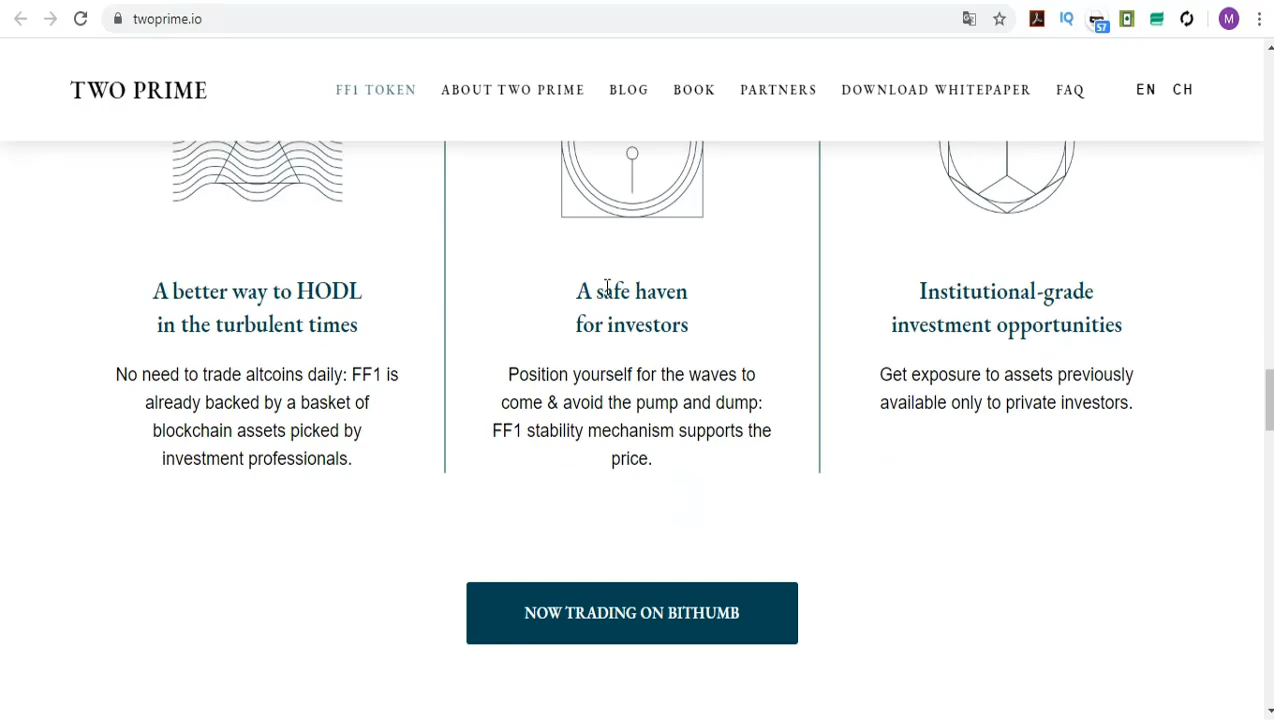 twoprime.io
IQ
57
M
TWO PRIME
FF1 TOKEN
ABOUT TWO PRIME
BLOG
BOOK
PARTNERS
DOWNLOAD WHITEPAPER
FAQ
EN
CH
A better way to HODL
in the turbulent times
No need to trade altcoins daily: FF1 is
already backed by a basket of
blockchain assets picked by
investment professionals.
A safe haven
for investors
Position yourself for the waves to
come & avoid the pump and dump:
FF1 stability mechanism supports the
price.
Institutional-grade
investment opportunities
Get exposure to assets previously
available only to private investors.
NOW TRADING ON BITHUMB